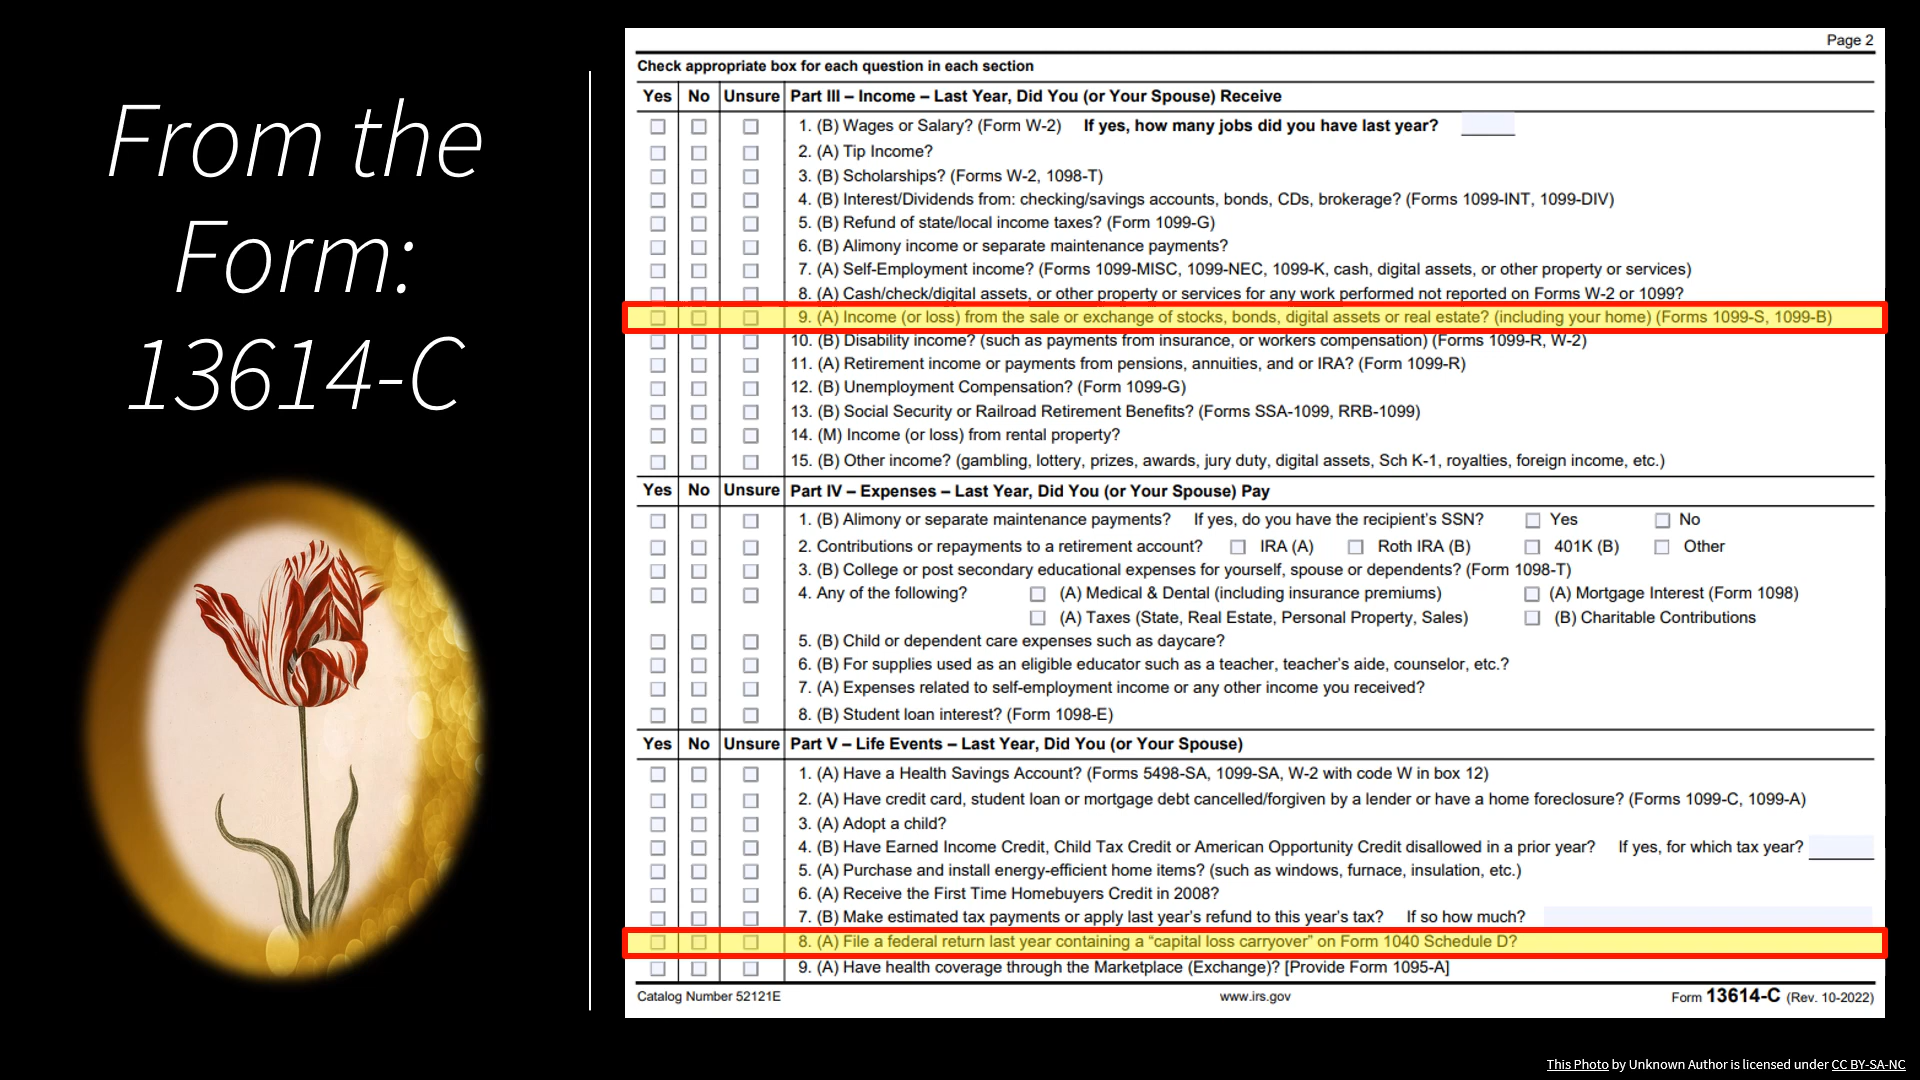 From the
Form:
13614-C
Page 2
Check appropriate box for each question in each section
Yes No Unsure Part III – Income – Last Year, Did You (or Your Spouse) Receive
1. (B) Wages or Salary? (Form W-2) If yes, how many jobs did you have last year?
2. (A) Tip Income?
3. (B) Scholarships? (Forms W-2, 1098-T)
4. (B) Interest/Dividends from: checking/savings accounts, bonds, CDs, brokerage? (Forms 1099-INT, 1099-DIV)
5. (B) Refund of state/local income taxes? (Form 1099-G)
6. (B) Alimony income or separate maintenance payments?
7. (A) Self-Employment income? (Forms 1099-MISC, 1099-NEC, 1099-K, cash, digital assets, or other property or services)
8. (A) Cash/check/digital assets, or other property or services for any work performed not reported on Forms W-2 or 1099?
9. (A) Income (or loss) from the sale or exchange of stocks, bonds, digital assets or real estate? (including your home) (Forms 1099-S, 1099-B)
10. (B) Disability income? (such as payments from insurance, or workers compensation) (Forms 1099-R, W-2)
11. (A) Retirement income or payments from pensions, annuities, and or IRA? (Form 1099-R)
12. (B) Unemployment Compensation? (Form 1099-G)
13. (B) Social Security or Railroad Retirement Benefits? (Forms SSA-1099, RRB-1099)
14. (M) Income (or loss) from rental property?
15. (B) Other income? (gambling, lottery, prizes, awards, jury duty, digital assets, Sch K-1, royalties, foreign income, etc.)
Yes No Unsure Part IV – Expenses – Last Year, Did You (or Your Spouse) Pay
1. (B) Alimony or separate maintenance payments? If yes, do you have the recipient's SSN? Yes No
2. Contributions or repayments to a retirement account? IRA (A) Roth IRA (B) 401K (B) Other
3. (B) College or post secondary educational expenses for yourself, spouse or dependents? (Form 1098-T)
4. Any of the following? (A) Medical & Dental (including insurance premiums) (A) Mortgage Interest (Form 1098)
(A) Taxes (State, Real Estate, Personal Property, Sales) (B) Charitable Contributions
5. (B) Child or dependent care expenses such as daycare?
6. (B) For supplies used as an eligible educator such as a teacher, teacher's aide, counselor, etc.?
7. (A) Expenses related to self-employment income or any other income you received?
8. (B) Student loan interest? (Form 1098-E)
Yes No Unsure Part V – Life Events – Last Year, Did You (or Your Spouse)
1. (A) Have a Health Savings Account? (Forms 5498-SA, 1099-SA, W-2 with code W in box 12)
2. (A) Have credit card, student loan or mortgage debt cancelled/forgiven by a lender or have a home foreclosure? (Forms 1099-C, 1099-A)
3. (A) Adopt a child?
4. (B) Have Earned Income Credit, Child Tax Credit or American Opportunity Credit disallowed in a prior year? If yes, for which tax year?
5. (A) Purchase and install energy-efficient home items? (such as windows, furnace, insulation, etc.)
6. (A) Receive the First Time Homebuyers Credit in 2008?
7. (B) Make estimated tax payments or apply last year's refund to this year's tax? If so how much?
8. (A) File a federal return last year containing a “capital loss carryover” on Form 1040 Schedule D?
9. (A) Have health coverage through the Marketplace (Exchange)? [Provide Form 1095-A]
Catalog Number 52121E www.irs.gov Form 13614-C (Rev. 10-2022)
This Photo by Unknown Author is licensed under CC BY-SA-NC